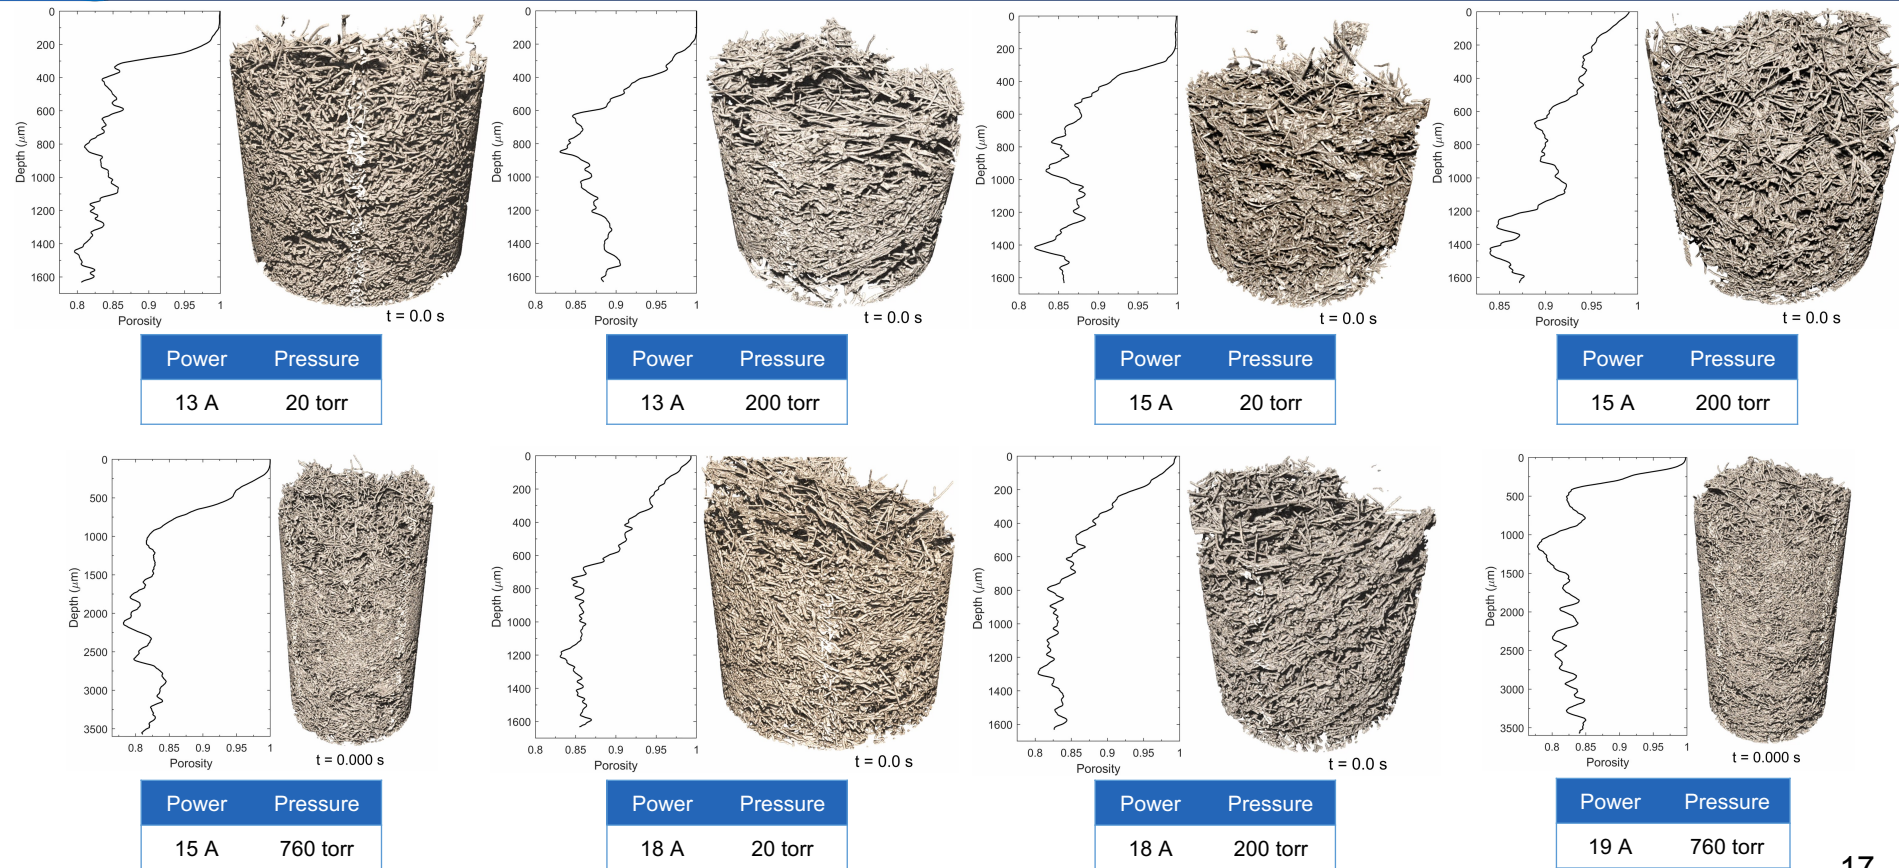 0
200
400
600
800
1000
1200
1400
1600
Depth (μm)
0.8 0.85 0.9 0.95 1
Porosity
t = 0.0 s
Power Pressure
13 A 20 torr
0
200
400
600
800
1000
1200
1400
1600
Depth (μm)
0.8 0.85 0.9 0.95 1
Porosity
t = 0.0 s
Power Pressure
13 A 200 torr
0
200
400
600
800
1000
1200
1400
1600
Depth (μm)
0.8 0.85 0.9 0.95 1
Porosity
t = 0.0 s
Power Pressure
15 A 20 torr
0
200
400
600
800
1000
1200
1400
1600
Depth (μm)
0.85 0.9 0.95 1
Porosity
t = 0.0 s
Power Pressure
15 A 200 torr
0
500
1000
1500
2000
2500
3000
3500
Depth (μm)
0.8 0.85 0.9 0.95 1
Porosity
t = 0.000 s
Power Pressure
15 A 760 torr
0
200
400
600
800
1000
1200
1400
1600
Depth (μm)
0.8 0.85 0.9 0.95 1
Porosity
t = 0.0 s
Power Pressure
18 A 20 torr
0
200
400
600
800
1000
1200
1400
1600
Depth (μm)
0.8 0.85 0.9 0.95 1
Porosity
t = 0.0 s
Power Pressure
18 A 200 torr
0
500
1000
1500
2000
2500
3000
3500
Depth (μm)
0.8 0.85 0.9 0.95 1
Porosity
t = 0.000 s
Power Pressure
19 A 760 torr
17